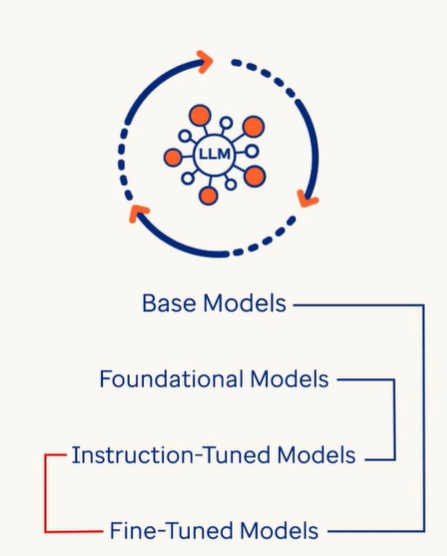 LLM
Base Models
Foundational Models
Instruction-Tuned Models
Fine-Tuned Models